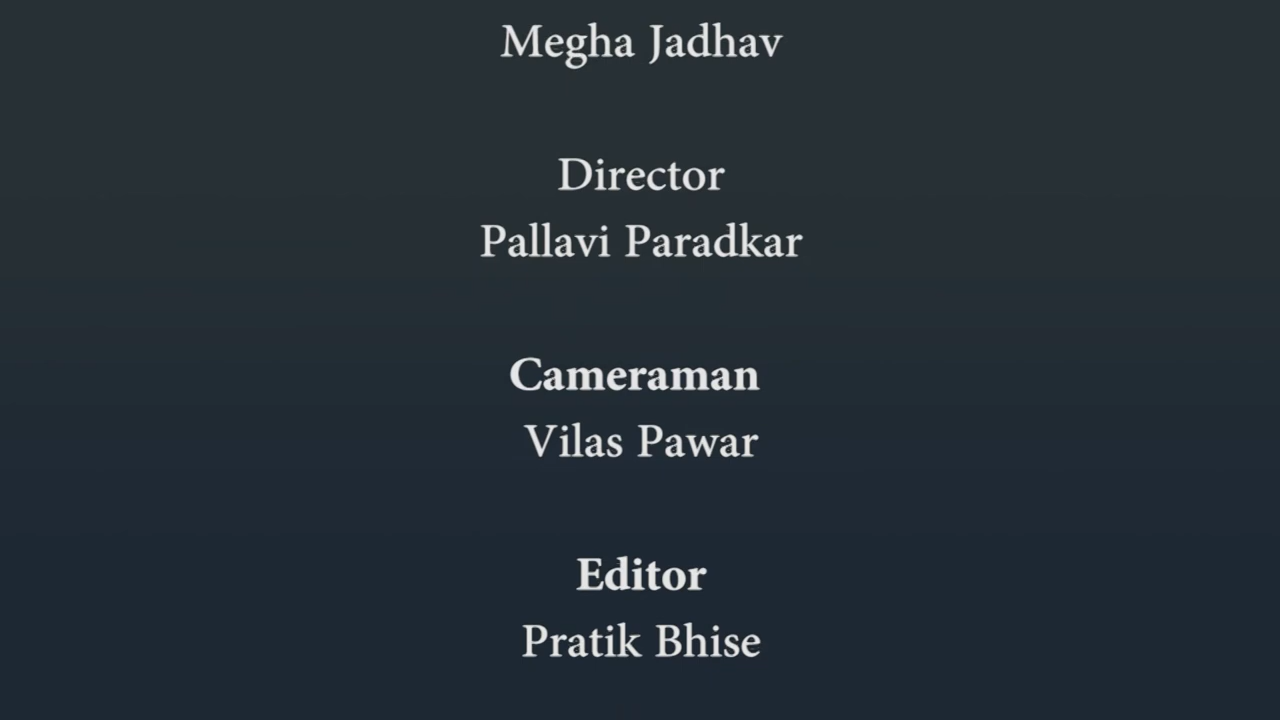 Megha Jadhav
Director
Pallavi Paradkar
Cameraman
Vilas Pawar
Editor
Pratik Bhise